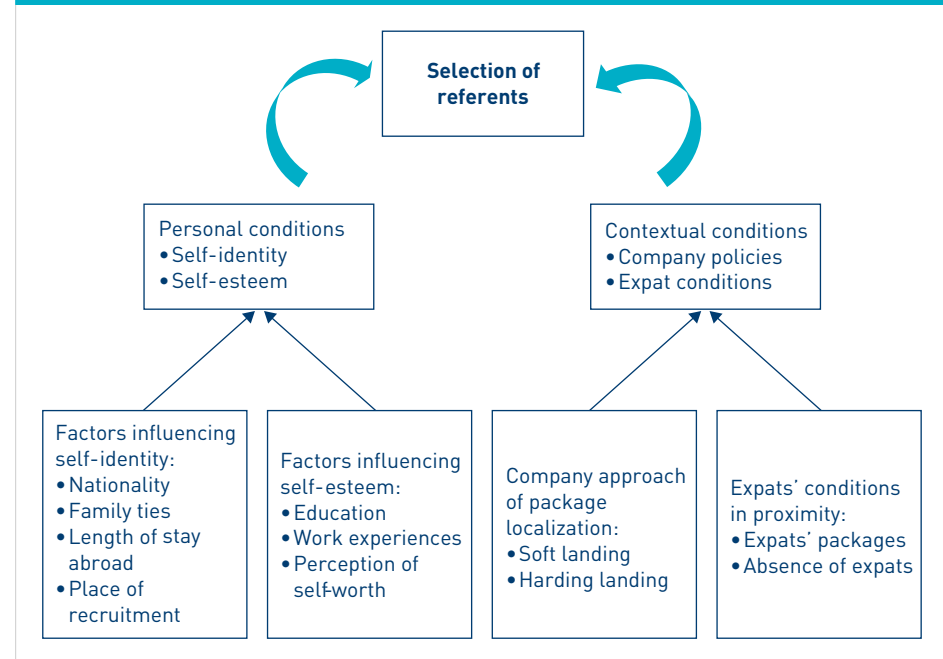 Selection of
referents
Personal conditions
• Self-identity
• Self-esteem
Contextual conditions
• Company policies
• Expat conditions
Factors influencing
self-identity:
• Nationality
• Family ties
• Length of stay
abroad
• Place of
recruitment
Factors influencing
self-esteem:
• Education
• Work experiences
• Perception of
self-worth
Company approach
of package
localization:
• Soft landing
• Harding landing
Expats’ conditions
in proximity:
• Expats’ packages
• Absence of expats